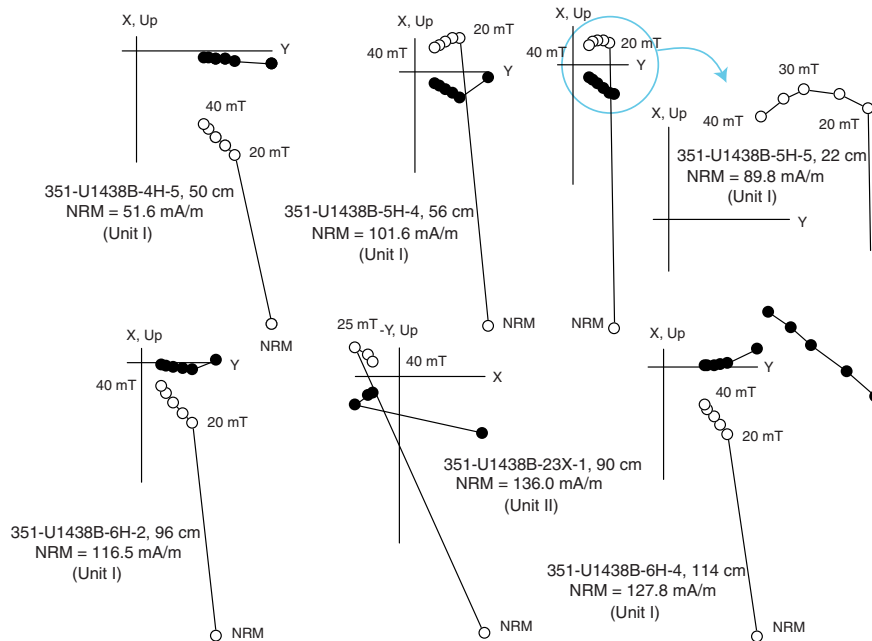 X, Up
Y
40 mT
20 mT
351-U1438B-4H-5, 50 cm
NRM = 51.6 mA/m
(Unit I)
NRM
X, Up
20 mT
40 mT
Y
351-U1438B-5H-4, 56 cm
NRM = 101.6 mA/m
(Unit I)
NRM
X, Up
20 mT
40 mT
Y
NRM
30 mT
X, Up
40 mT
20 mT
351-U1438B-5H-5, 22 cm
NRM = 89.8 mA/m
(Unit I)
Y
X, Up
Y
40 mT
20 mT
351-U1438B-6H-2, 96 cm
NRM = 116.5 mA/m
(Unit I)
NRM
25 mT
-Y, Up
40 mT
X
351-U1438B-23X-1, 90 cm
NRM = 136.0 mA/m
(Unit II)
NRM
X, Up
Y
40 mT
20 mT
351-U1438B-6H-4, 114 cm
NRM = 127.8 mA/m
(Unit I)
NRM